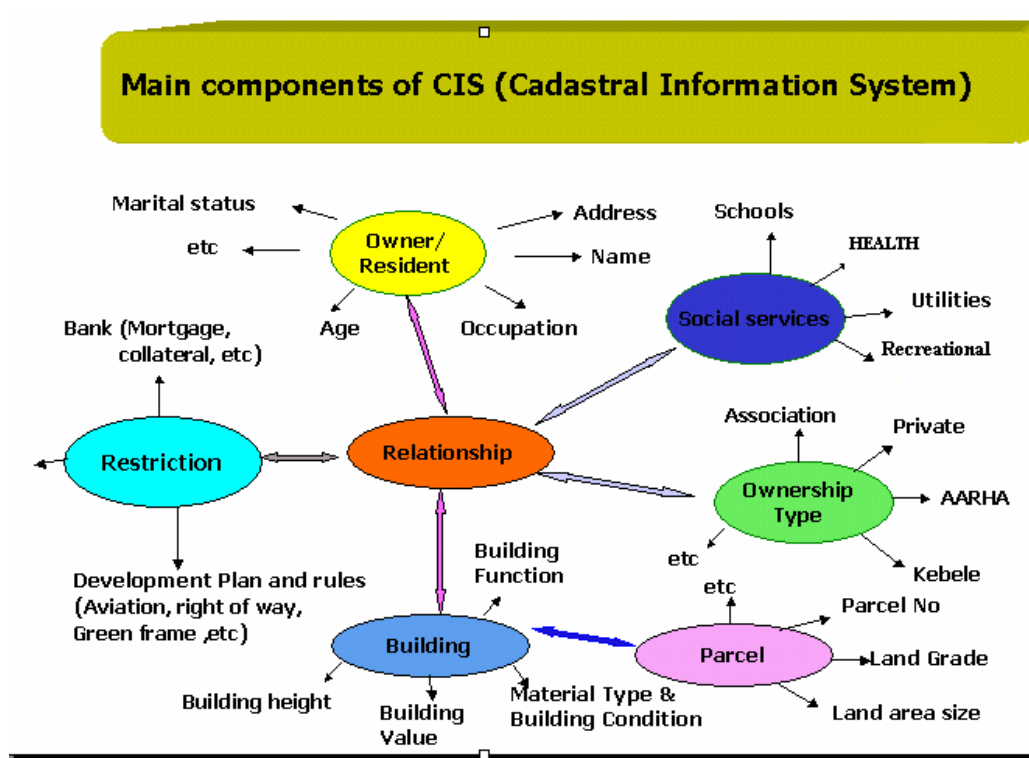 Main components of CIS (Cadastral Information System)
Marital status
etc
Owner/
Resident
Address
Name
Age
Occupation
Schools
HEALTH
Utilities
Social services
Recreational
Bank (Mortgage,
collateral, etc)
Restriction
Relationship
Association
Private
Ownership
Type
AARHA
Kebele
etc
Development Plan and rules
(Aviation, right of way,
Green frame ,etc)
Building
Function
Building
Building height
Building
Value
Material Type &
Building Condition
etc
Parcel No
Parcel
Land Grade
Land area size